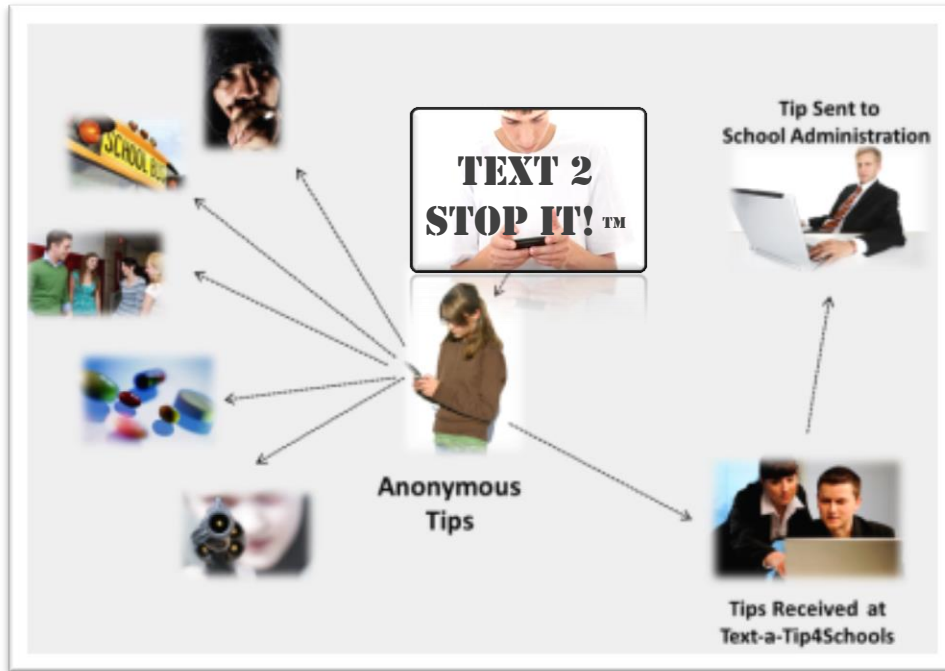 SCHOOL BUS
TEXT 2
STOP IT! ™
Tip Sent to
School Administration
Anonymous
Tips
Tips Received at
Text-a-Tip4Schools